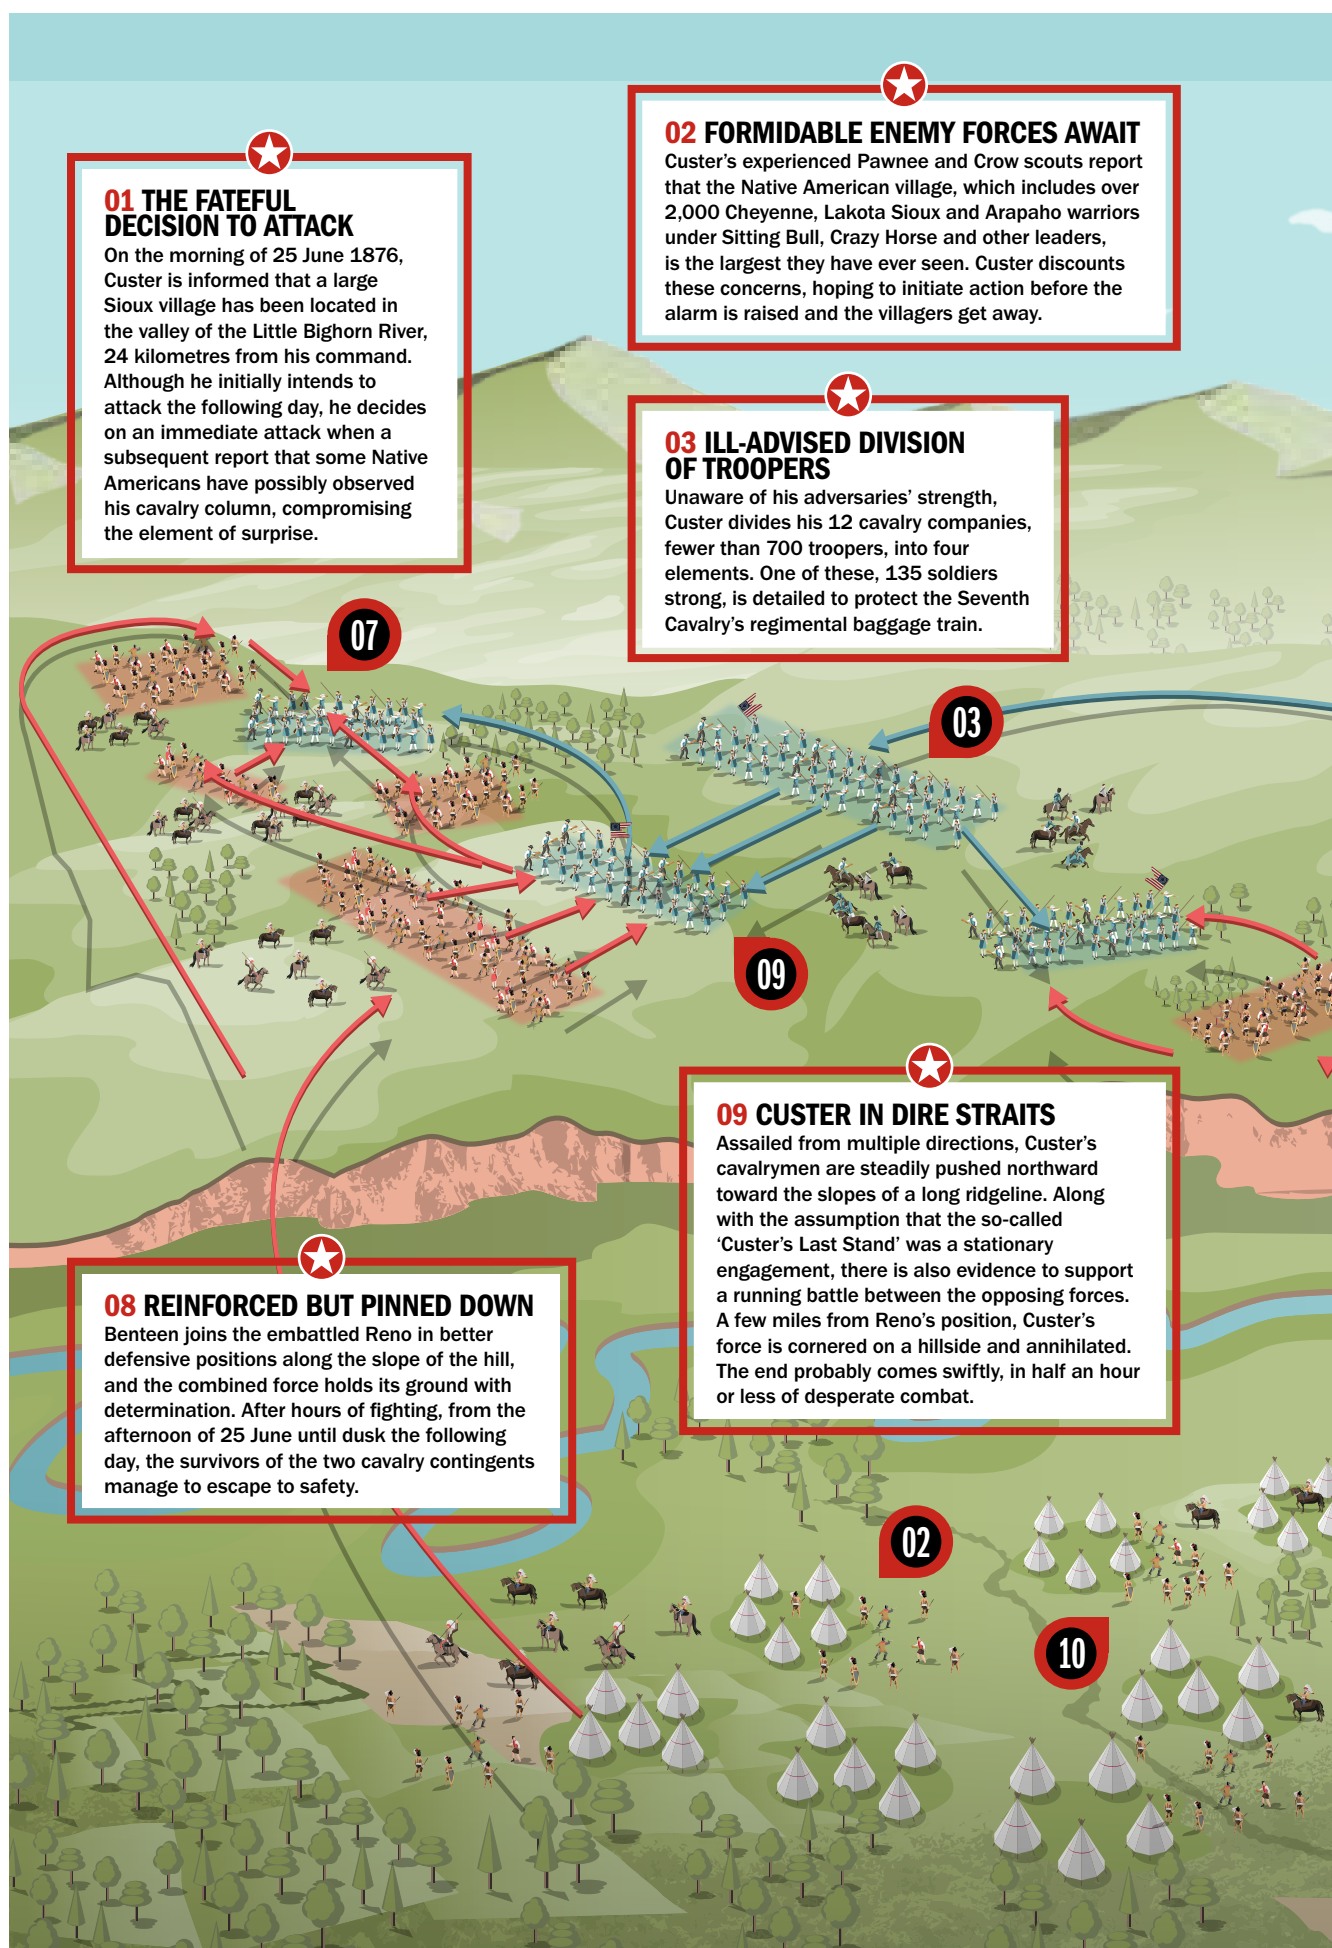 01 THE FATEFUL
DECISION TO ATTACK
On the morning of 25 June 1876,
Custer is informed that a large
Sioux village has been located in
the valley of the Little Bighorn River,
24 kilometres from his command.
Although he initially intends to
attack the following day, he decides
on an immediate attack when a
subsequent report that some Native
Americans have possibly observed
his cavalry column, compromising
the element of surprise.
02 FORMIDABLE ENEMY FORCES AWAIT
Custer’s experienced Pawnee and Crow scouts report
that the Native American village, which includes over
2,000 Cheyenne, Lakota Sioux and Arapaho warriors
under Sitting Bull, Crazy Horse and other leaders,
is the largest they have ever seen. Custer discounts
these concerns, hoping to initiate action before the
alarm is raised and the villagers get away.
03 ILL-ADVISED DIVISION
OF TROOPERS
Unaware of his adversaries’ strength,
Custer divides his 12 cavalry companies,
fewer than 700 troopers, into four
elements. One of these, 135 soldiers
strong, is detailed to protect the Seventh
Cavalry’s regimental baggage train.
07
03
09
09 CUSTER IN DIRE STRAITS
Assailed from multiple directions, Custer’s
cavalrymen are steadily pushed northward
toward the slopes of a long ridgeline. Along
with the assumption that the so-called
‘Custer’s Last Stand’ was a stationary
engagement, there is also evidence to support
a running battle between the opposing forces.
A few miles from Reno’s position, Custer’s
force is cornered on a hillside and annihilated.
The end probably comes swiftly, in half an hour
or less of desperate combat.
08 REINFORCED BUT PINNED DOWN
Benteen joins the embattled Reno in better
defensive positions along the slope of the hill,
and the combined force holds its ground with
determination. After hours of fighting, from the
afternoon of 25 June until dusk the following
day, the survivors of the two cavalry contingents
manage to escape to safety.
02
10